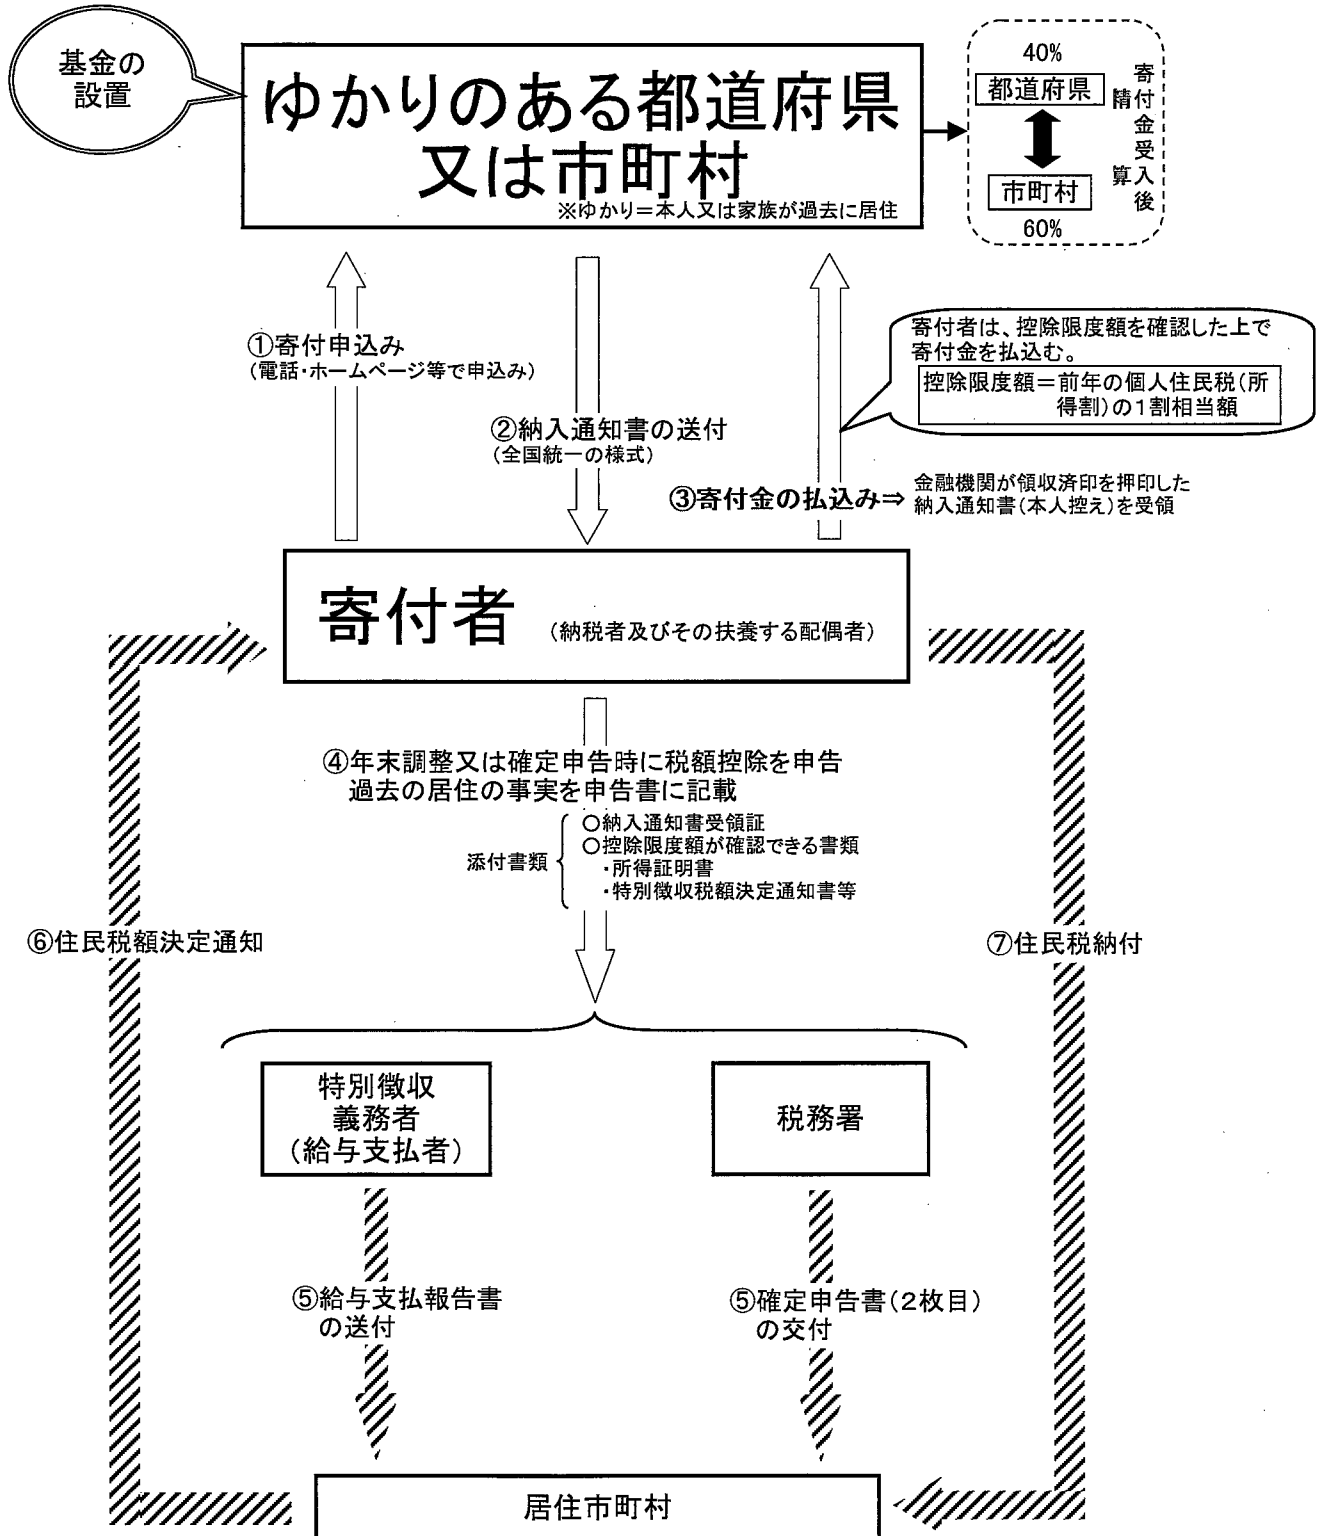 基金の
設置
ゆかりのある都道府県
又は市町村
※ゆかり＝本人又は家族が過去に居住
40%
都道府県
市町村
60%
寄付金受入後
精算
①寄付申込み
(電話・ホームページ等で申込み)
②納入通知書の送付
(全国統一の様式)
寄付者は、控除限度額を確認した上で
寄付金を払込む。
控除限度額＝前年の個人住民税(所
得割)の1割相当額
③寄付金の払込み⇒
金融機関が領収済印を押印した
納入通知書(本人控え)を受領
寄付者 (納税者及びその扶養する配偶者)
④年末調整又は確定申告時に税額控除を申告
過去の居住の事実を申告書に記載
添付書類
○納入通知書受領証
○控除限度額が確認できる書類
・所得証明書
・特別徴収税額決定通知書等
⑥住民税額決定通知
⑦住民税納付
特別徴収
義務者
(給与支払者)
税務署
⑤給与支払報告書
の送付
⑤確定申告書(2枚目)
の交付
居住市町村